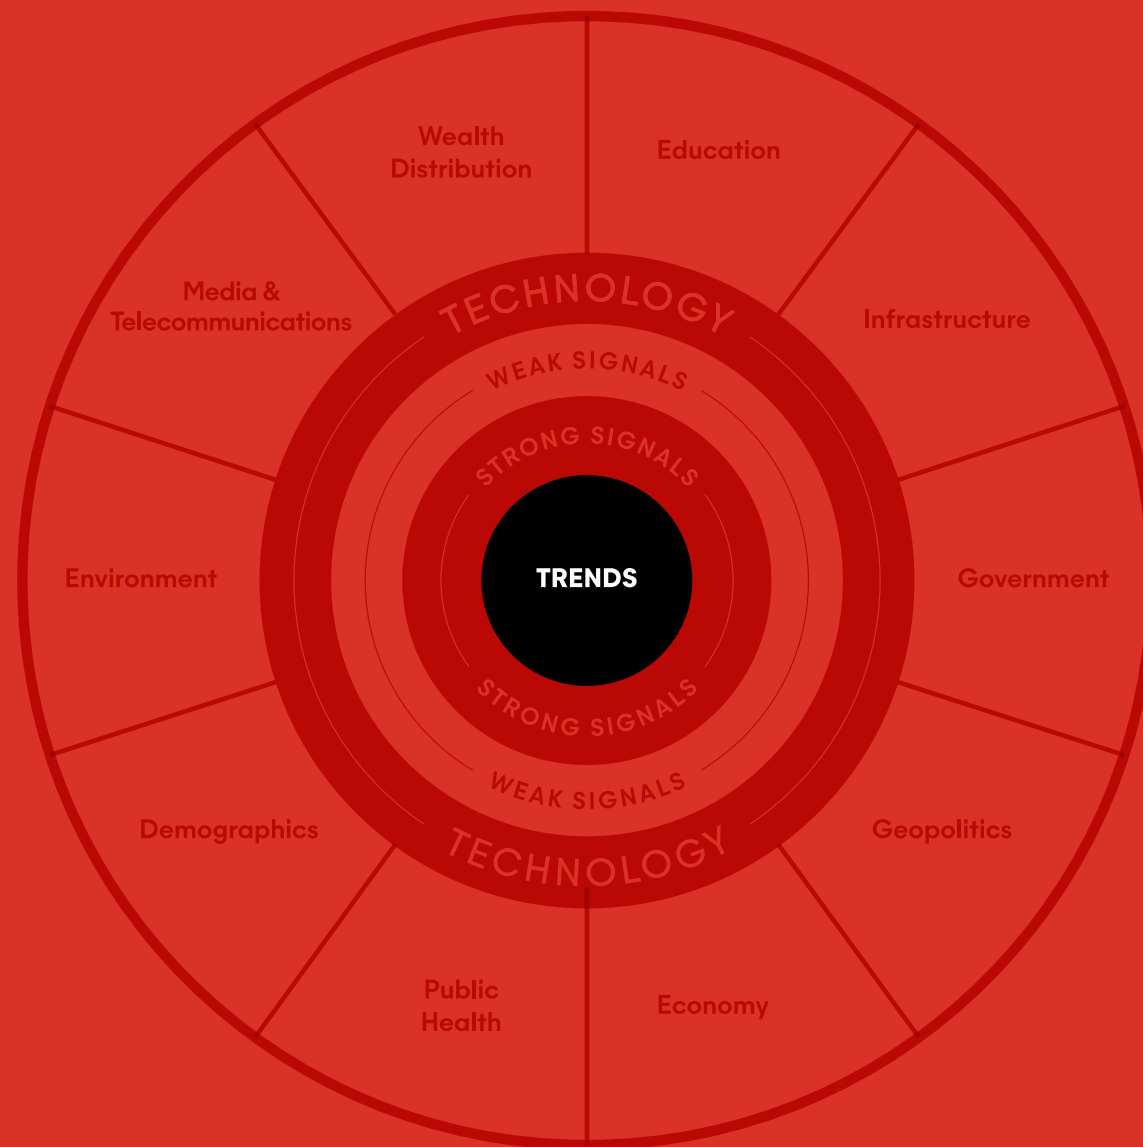 Wealth
Distribution
Education
Media &
Telecommunications
Infrastructure
TECHNOLOGY
WEAK SIGNALS
STRONG SIGNALS
Environment
TRENDS
Government
STRONG SIGNALS
WEAK SIGNALS
TECHNOLOGY
Demographics
Geopolitics
Public
Health
Economy